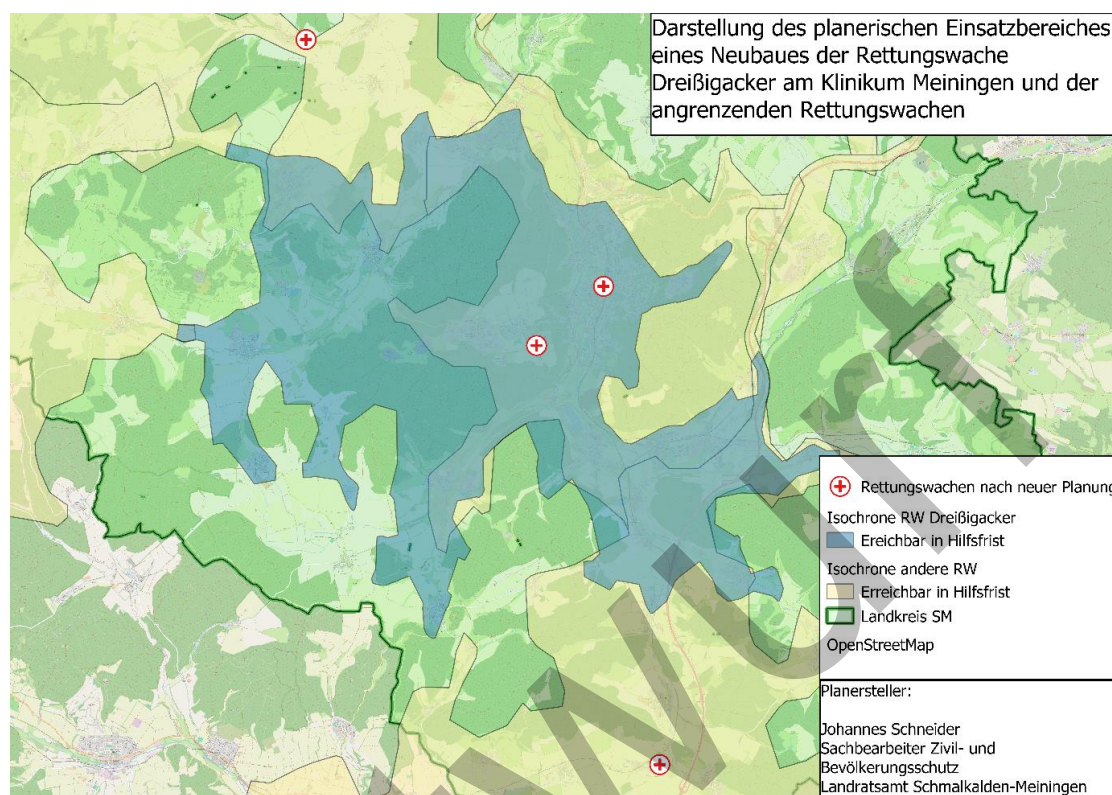 Darstellung des planerischen Einsatzbereiches
eines Neubaues der Rettungswache
Dreißigacker am Klinikum Meiningen und der
angrenzenden Rettungswachen
Rettungswachen nach neuer Planung
Isochrone RW Dreißigacker
Ereichbar in Hilfsfrist
Isochrone andere RW
Erreichbar in Hilfsfrist
Landkreis SM
OpenStreetMap
Planersteller:
Johannes Schneider
Sachbearbeiter Zivil- und
Bevölkerungsschutz
Landratsamt Schmalkalden-Meiningen